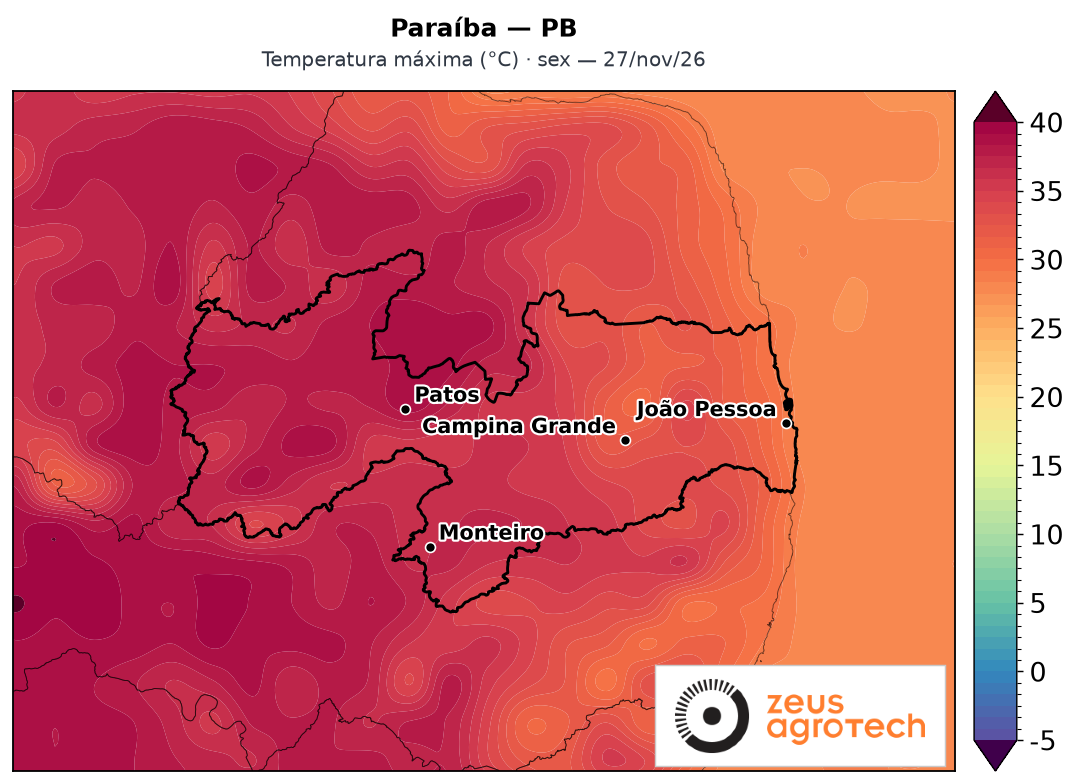 Paraíba — PB
Temperatura máxima (°C) · sex — 27/nov/26
40
35
30
25
20
15
10
5
0
-5
Patos
Campina Grande
João Pessoa
Monteiro
zeus
agrotech